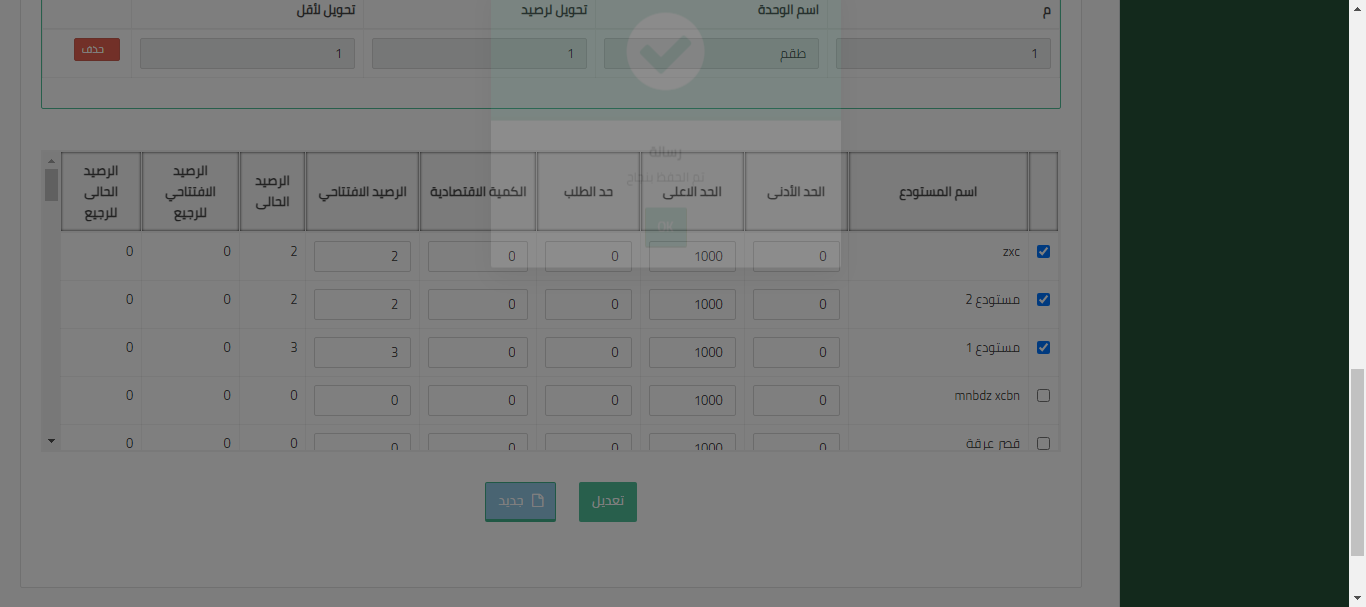 م اسم الوحدة تحويل لرصيد تحويل لأقل
1 طقم 1 1 حذف
رسالة
تم الحفظ بنجاح
OK
اسم المستودع الحد الأدنى الحد الاعلى حد الطلب الكمية الاقتصادية الرصيد الافتتاحي الرصيد الحالى الرصيد الافتتاحي للرجيع الرصيد الحالى للرجيع
zxc 0 1000 0 0 2 2 0 0
مستودع 2 0 1000 0 0 2 2 0 0
مستودع 1 0 1000 0 0 3 3 0 0
mnbdz xcbn 0 1000 0 0 0 0 0 0
قصر عرقة 0 1000 0 0 0 0 0 0
تعديل جديد